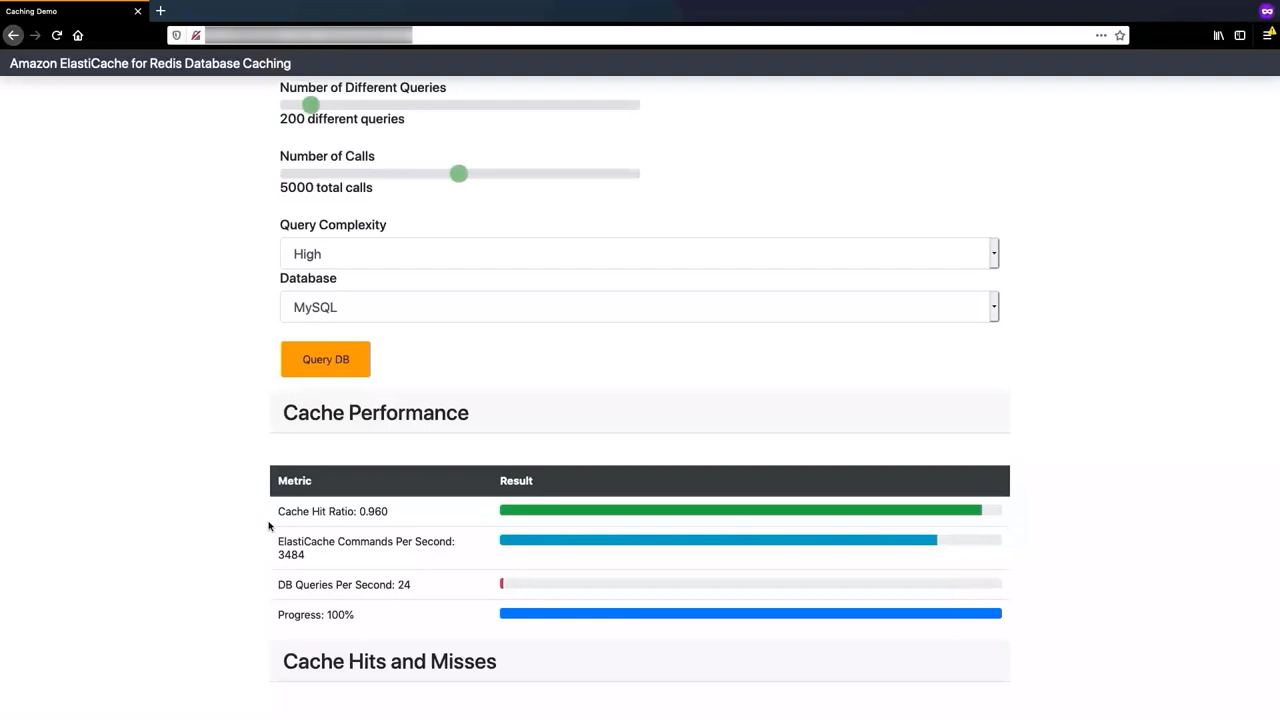 Caching Demo
Amazon ElastiCache for Redis Database Caching
Number of Different Queries
200 different queries
Number of Calls
5000 total calls
Query Complexity
High
Database
MySQL
Query DB
Cache Performance
Metric Result
Cache Hit Ratio: 0.960
ElastiCache Commands Per Second:
3484
DB Queries Per Second: 24
Progress: 100%
Cache Hits and Misses